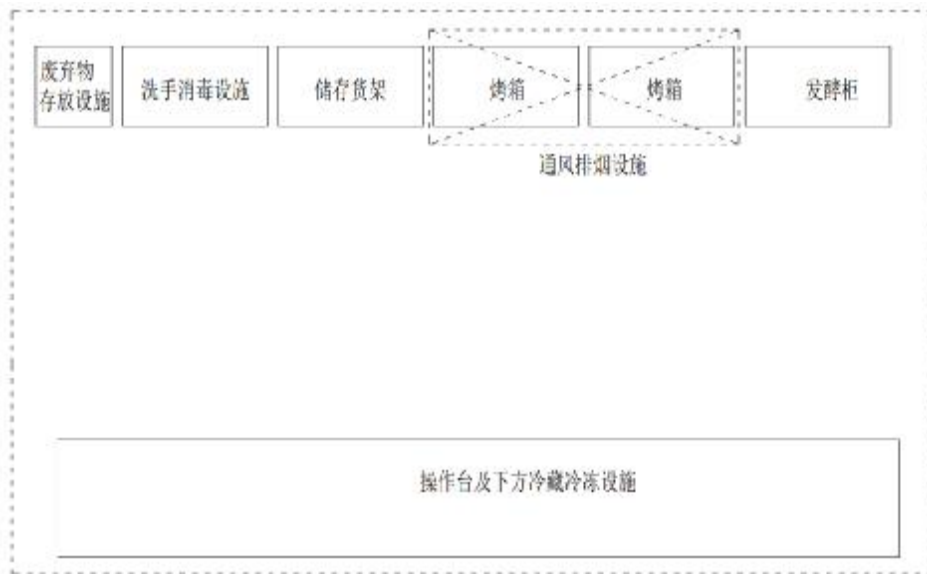 废弃物
存放设施
洗手消毒设施
储存货架
烤箱
烤箱
发酵柜
通风排烟设施
操作台及下方冷藏冷冻设施